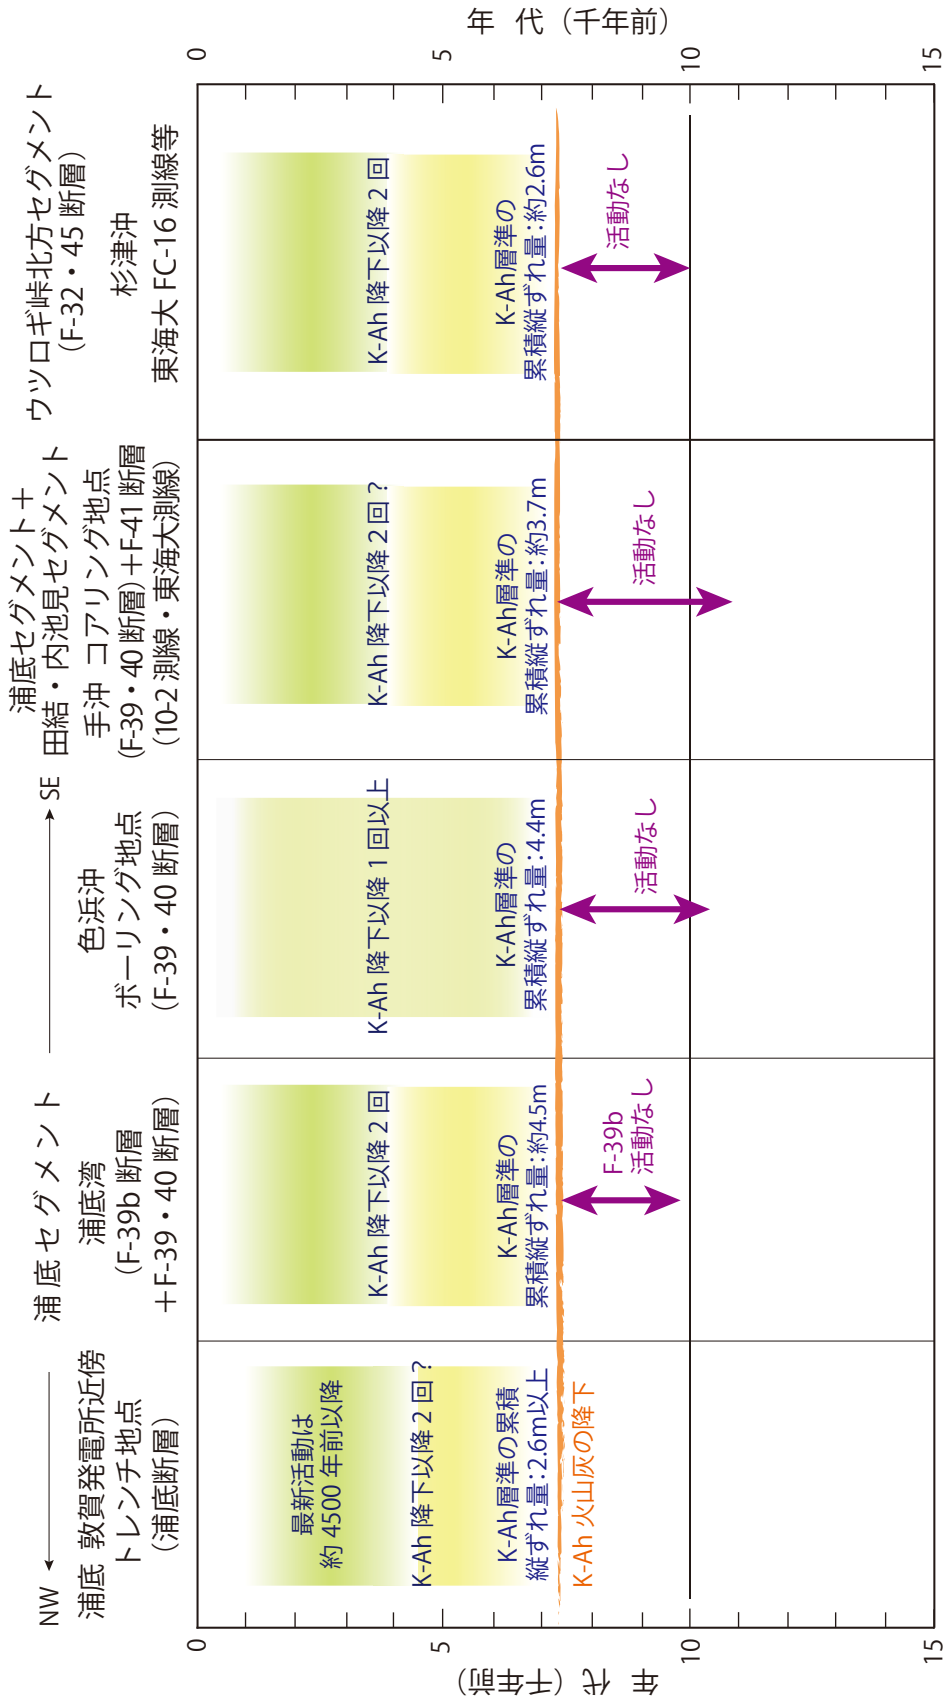 NW
SE
浦底セグメント
浦底セグメント＋
田結・内池見セグメント
ウツロギ峠北方セグメント
(F-32・45 断層)
浦底 敦賀発電所近傍
トレンチ地点
(浦底断層)
浦底湾
(F-39b 断層
＋F-39・40 断層)
色浜沖
ボーリング地点
(F-39・40 断層)
手沖 コアリング地点
(F-39・40 断層)＋F-41 断層
(10-2 測線・東海大測線)
杉津沖
東海大 FC-16 測線等
年 代 (千年前)
0
5
10
15
最新活動は
約 4500 年前以降
K-Ah 降下以降 2 回？
K-Ah層準の累積
縦ずれ量：2.6m以上
K-Ah 火山灰の降下
K-Ah 降下以降 2 回
K-Ah層準の
累積縦ずれ量：約4.5m
F-39b
活動なし
K-Ah 降下以降 1 回以上
K-Ah層準の
累積縦ずれ量：4.4m
活動なし
K-Ah 降下以降 2 回？
K-Ah層準の
累積縦ずれ量：約3.7m
活動なし
K-Ah 降下以降 2 回
K-Ah層準の
累積縦ずれ量：約2.6m
活動なし
0
5
10
15
年 代 (千年前)